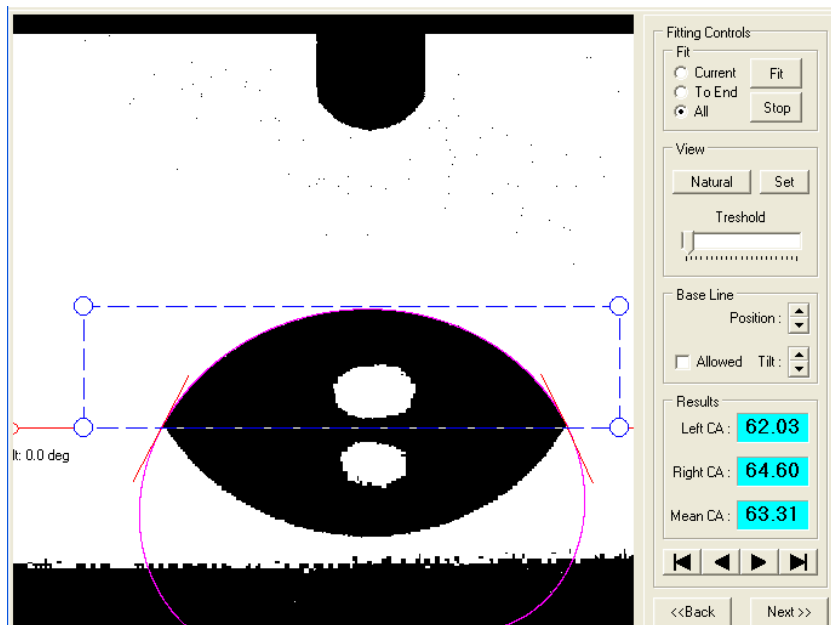 Fitting Controls
Fit
Current
To End
All
Fit
Stop
View
Natural
Set
Treshold
Base Line
Position :
Allowed
Tilt :
Results
Left CA : 62.03
Right CA : 64.60
Mean CA : 63.31
lt: 0.0 deg
<<Back
Next >>